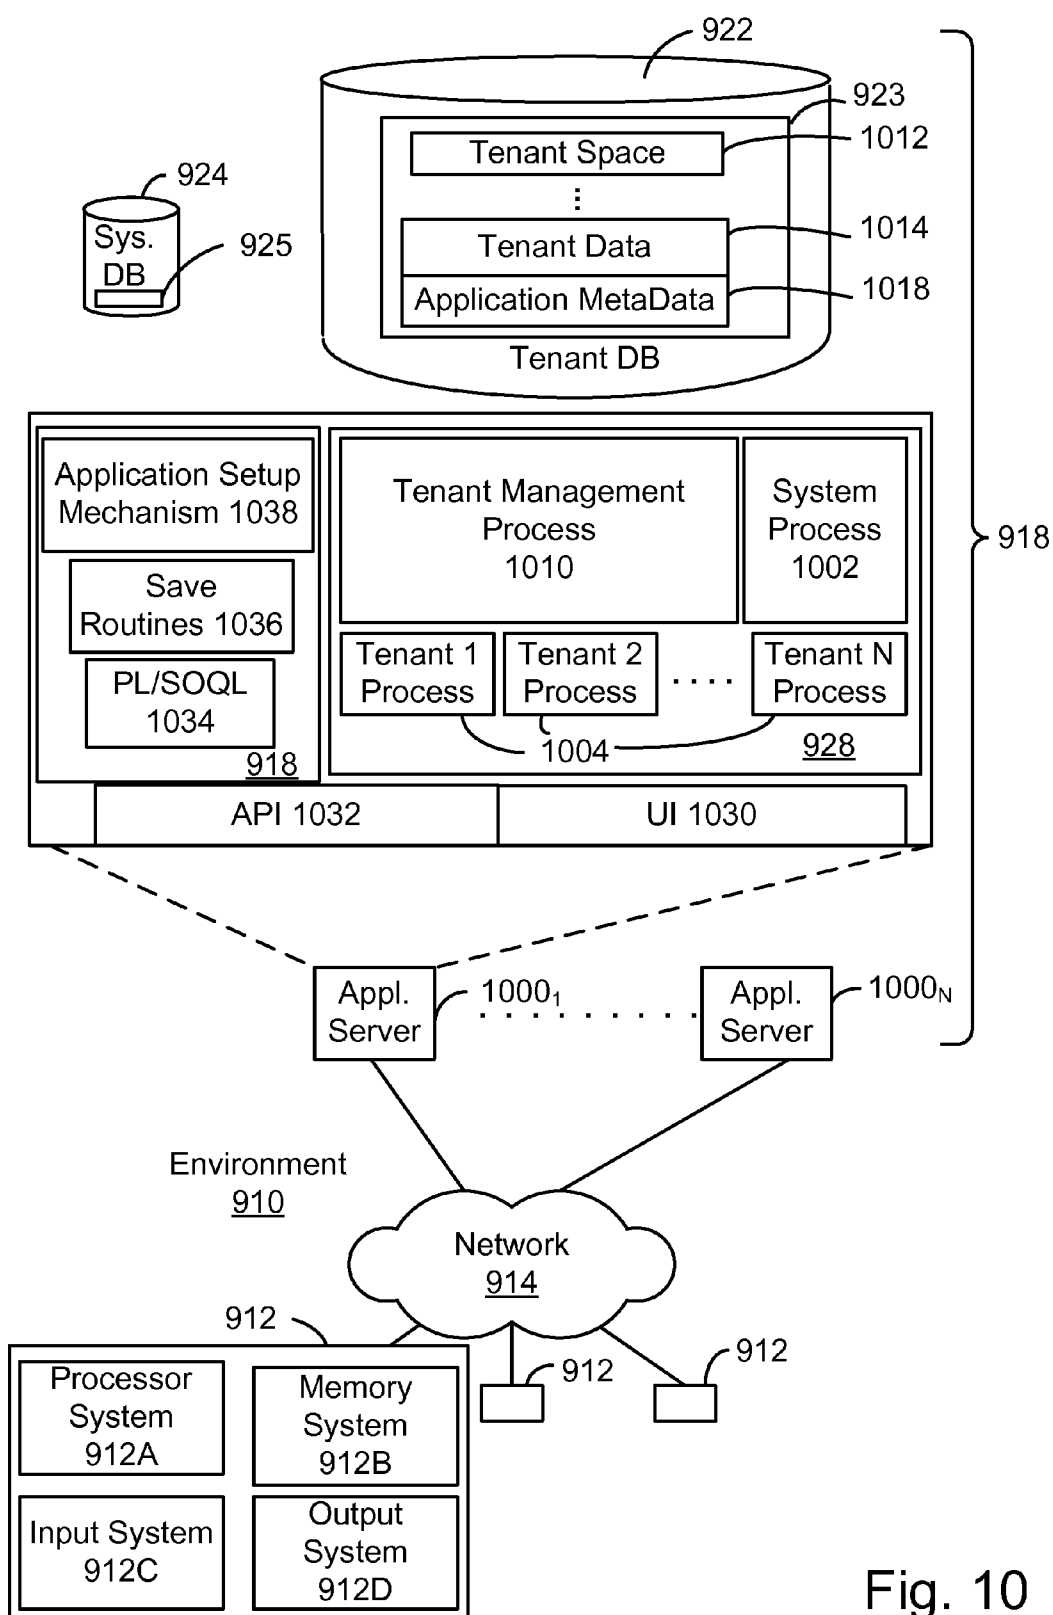 922
923
Tenant Space
1012
924
Sys.
DB
925
Tenant Data
1014
Application MetaData
1018
Tenant DB
Application Setup
Mechanism 1038
Tenant Management
Process
1010
System
Process
1002
918
Save
Routines 1036
Tenant 1
Process
Tenant 2
Process
Tenant N
Process
PL/SOQL
1034
1004
918
928
API 1032
UI 1030
Appl.
Server
1000₁
Appl.
Server
1000N
Environment
910
Network
914
912
912
912
Processor
System
912A
Memory
System
912B
Input System
912C
Output
System
912D
Fig. 10